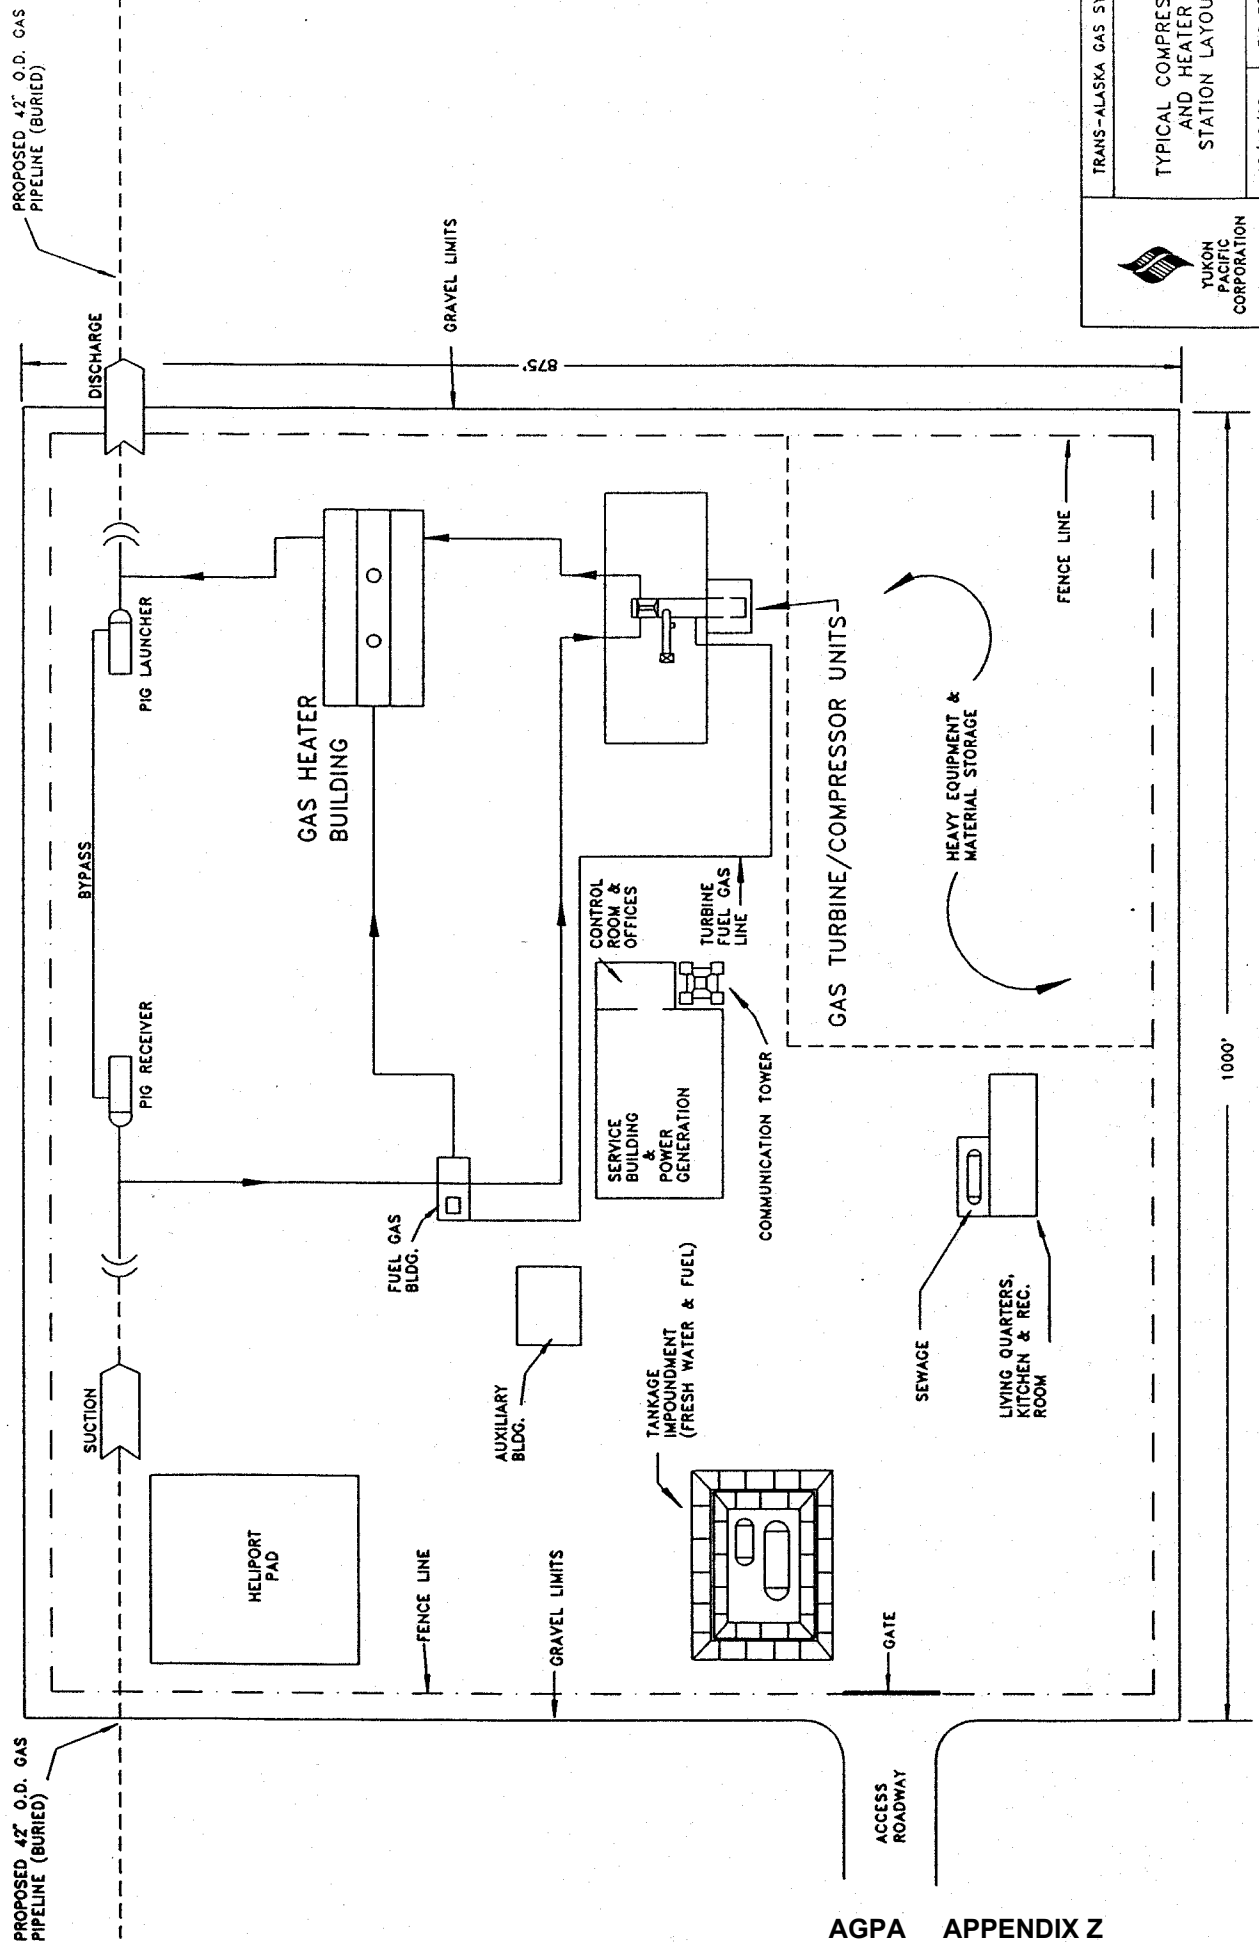 PROPOSED 42" O.D. GAS
PIPELINE (BURIED)
SUCTION
PIG RECEIVER
BYPASS
PIG LAUNCHER
DISCHARGE
PROPOSED 42" O.D. GAS
PIPELINE (BURIED)
HELIPORT
PAD
FENCE LINE
GRAVEL LIMITS
AUXILIARY
BLDG.
FUEL GAS
BLDG.
GAS HEATER
BUILDING
GRAVEL LIMITS
875'
TANKAGE
IMPOUNDMENT
(FRESH WATER & FUEL)
SERVICE
BUILDING
&
POWER
GENERATION
CONTROL
ROOM &
OFFICES
TURBINE
FUEL GAS
LINE
COMMUNICATION TOWER
GAS TURBINE/COMPRESSOR UNITS
GATE
ACCESS
ROADWAY
SEWAGE
LIVING QUARTERS,
KITCHEN & REC.
ROOM
HEAVY EQUIPMENT &
MATERIAL STORAGE
FENCE LINE
1000'
YUKON
PACIFIC
CORPORATION
TRANS-ALASKA GAS
TYPICAL
AND HEATER
STATION
AGPA APPENDIX Z